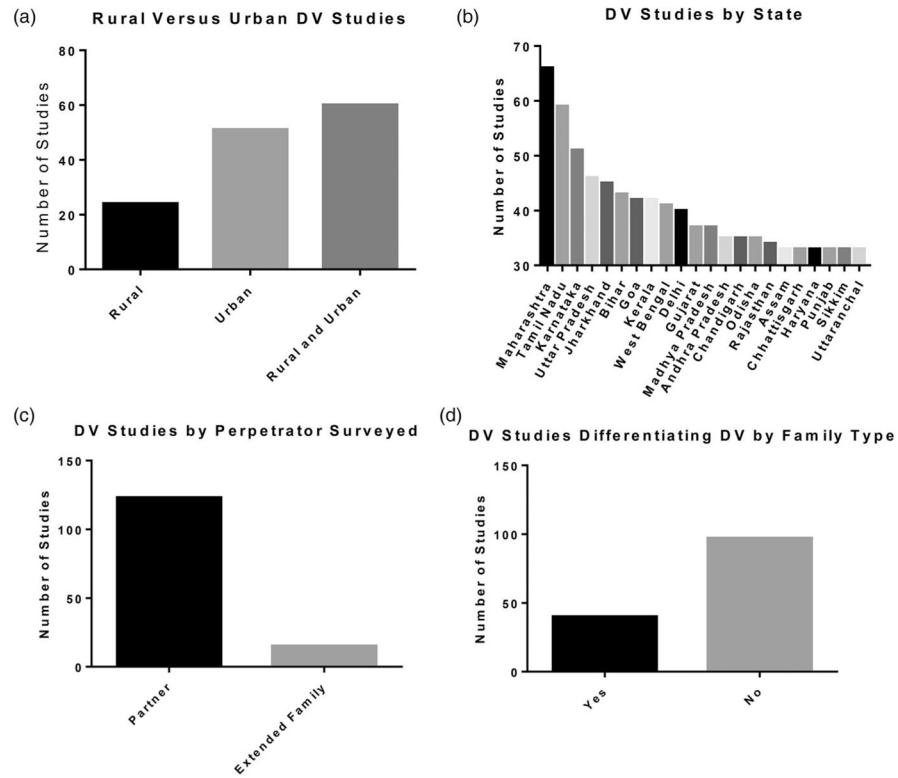 (a)
Rural Versus Urban DV Studies
Number of Studies
80
60
40
20
0
Rural
Urban
Rural and Urban
(b)
DV Studies by State
Number of Studies
70
60
50
40
30
Maharashtra
Tamil Nadu
Karnataka
Uttar Pradesh
Jharkhand
Bihar
Goa
Kerala
West Bengal
Delhi
Gujarat
Madhya Pradesh
Andhra Pradesh
Chandigarh
Odisha
Rajasthan
Assam
Chhattisgarh
Haryana
Punjab
Sikkim
Uttaranchal
(c)
DV Studies by Perpetrator Surveyed
Number of Studies
150
100
50
0
Partner
Extended Family
(d)
DV Studies Differentiating DV by Family Type
Number of Studies
150
100
50
0
Yes
No